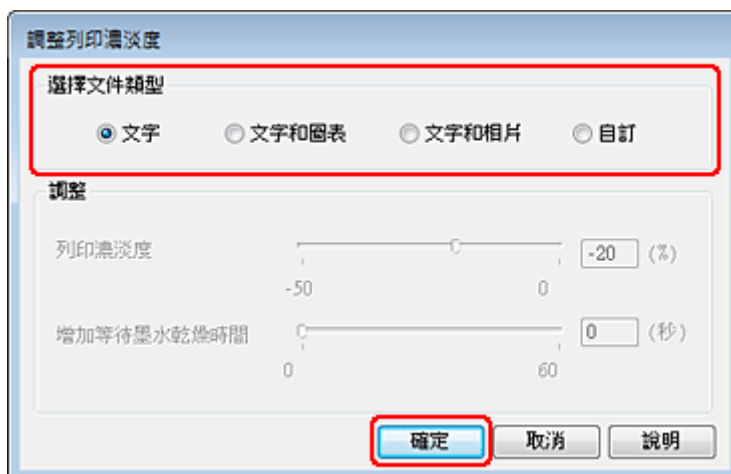 調整列印濃淡度
選擇文件類型
文字 文字和圖表 文字和相片 自訂
調整
列印濃淡度 -20 (%)
-50 0
增加等待墨水乾燥時間 0 (秒)
0 60
確定 取消 說明